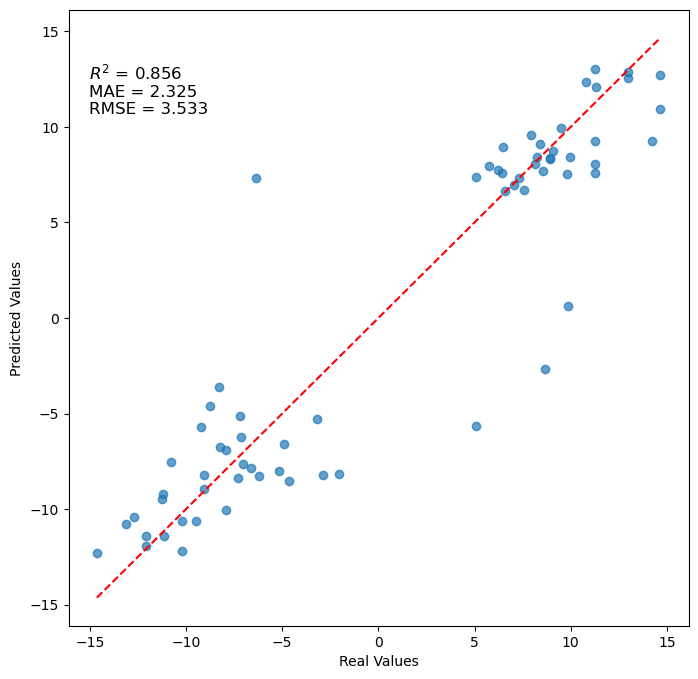 R² = 0.856
MAE = 2.325
RMSE = 3.533
15
10
5
0
−5
−10
−15
Predicted Values
−15 −10 −5 0 5 10 15
Real Values